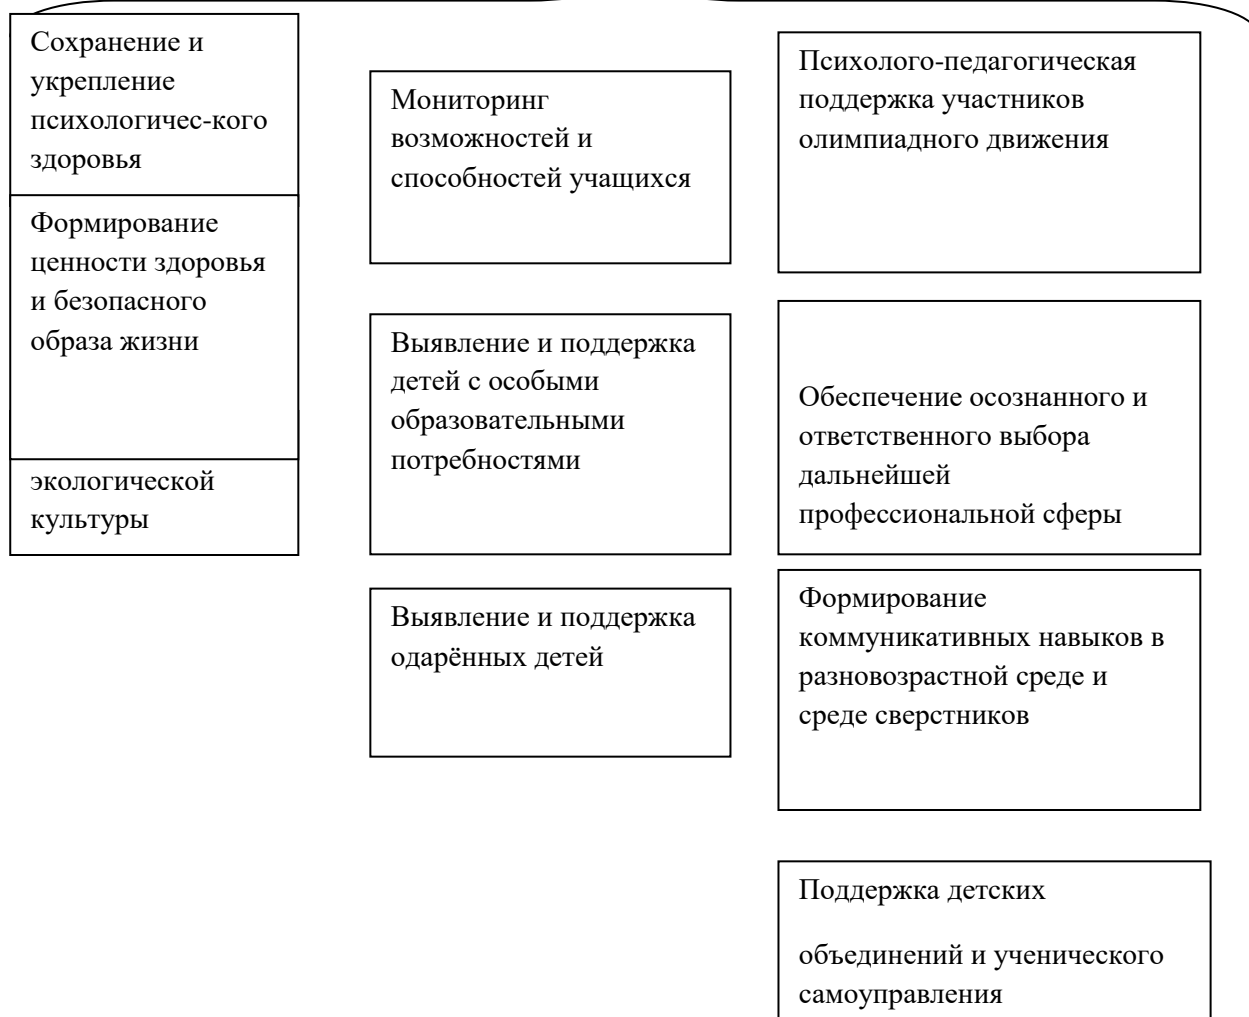 Сохранение и
укрепление
психологичес-кого
здоровья
Формирование
ценности здоровья
и безопасного
образа жизни
экологической
культуры
Мониторинг
возможностей и
способностей учащихся
Выявление и поддержка
детей с особыми
образовательными
потребностями
Выявление и поддержка
одарённых детей
Психолого-педагогическая
поддержка участников
олимпиадного движения
Обеспечение осознанного и
ответственного выбора
дальнейшей
профессиональной сферы
Формирование
коммуникативных навыков в
разновозрастной среде и
среде сверстников
Поддержка детских
объединений и ученического
самоуправления